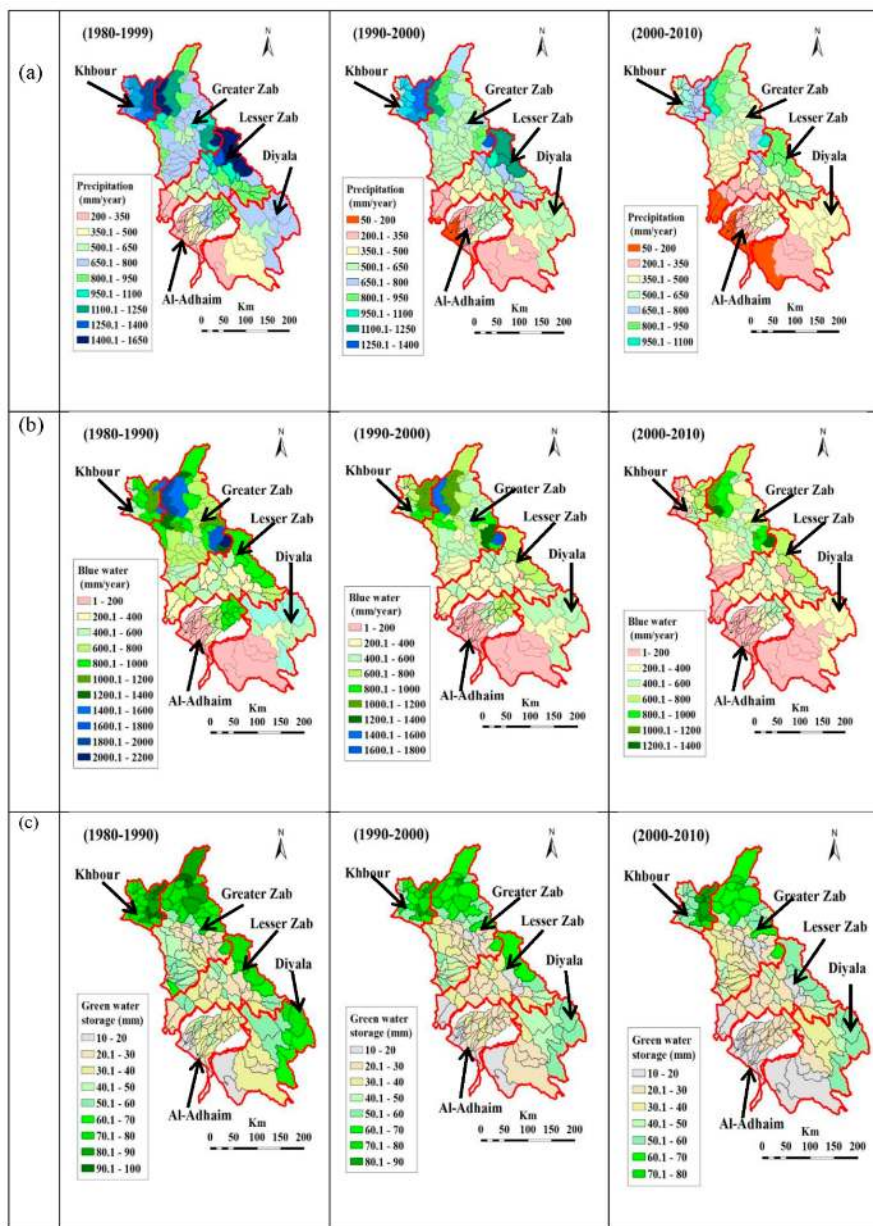 (a)
(1980-1999)
N
Khbour
Greater Zab
Lesser Zab
Diyala
Precipitation
(mm/year)
200 - 350
350.1 - 500
500.1 - 650
650.1 - 800
800.1 - 950
950.1 - 1100
1100.1 - 1250
1250.1 - 1400
1400.1 - 1650
Al-Adhaim
Km
0 50 100 150 200
(1990-2000)
N
Khbour
Greater Zab
Lesser Zab
Diyala
Precipitation
(mm/year)
50 - 200
200.1 - 350
350.1 - 500
500.1 - 650
650.1 - 800
800.1 - 950
950.1 - 1100
1100.1 - 1250
1250.1 - 1400
Al-Adhaim
Km
0 50 100 150 200
(2000-2010)
N
Khbour
Greater Zab
Lesser Zab
Diyala
Precipitation
(mm/year)
50 - 200
200.1 - 350
350.1 - 500
500.1 - 650
650.1 - 800
800.1 - 950
950.1 - 1100
Al-Adhaim
Km
0 50 100 150 200
(b)
(1980-1990)
N
Khbour
Greater Zab
Lesser Zab
Diyala
Blue water
(mm/year)
1 - 200
200.1 - 400
400.1 - 600
600.1 - 800
800.1 - 1000
1000.1 - 1200
1200.1 - 1400
1400.1 - 1600
1600.1 - 1800
1800.1 - 2000
2000.1 - 2200
Al-Adhaim
Km
0 50 100 150 200
(1990-2000)
N
Khbour
Greater Zab
Lesser Zab
Diyala
Blue water
(mm/year)
1 - 200
200.1 - 400
400.1 - 600
600.1 - 800
800.1 - 1000
1000.1 - 1200
1200.1 - 1400
1400.1 - 1600
1600.1 - 1800
Al-Adhaim
Km
0 50 100 150 200
(2000-2010)
N
Khbour
Greater Zab
Lesser Zab
Diyala
Blue water
(mm/year)
1 - 200
200.1 - 400
400.1 - 600
600.1 - 800
800.1 - 1000
1000.1 - 1200
1200.1 - 1400
Al-Adhaim
Km
0 50 100 150 200
(c)
(1980-1990)
N
Khbour
Greater Zab
Lesser Zab
Diyala
Green water
storage (mm)
10 - 20
20.1 - 30
30.1 - 40
40.1 - 50
50.1 - 60
60.1 - 70
70.1 - 80
80.1 - 90
90.1 - 100
Al-Adhaim
Km
0 50 100 150 200
(1990-2000)
N
Khbour
Greater Zab
Lesser Zab
Diyala
Green water
storage (mm)
10 - 20
20.1 - 30
30.1 - 40
40.1 - 50
50.1 - 60
60.1 - 70
70.1 - 80
80.1 - 90
Al-Adhaim
Km
0 50 100 150 200
(2000-2010)
N
Khbour
Greater Zab
Lesser Zab
Diyala
Green water
storage (mm)
10 - 20
20.1 - 30
30.1 - 40
40.1 - 50
50.1 - 60
60.1 - 70
70.1 - 80
Al-Adhaim
Km
0 50 100 150 200